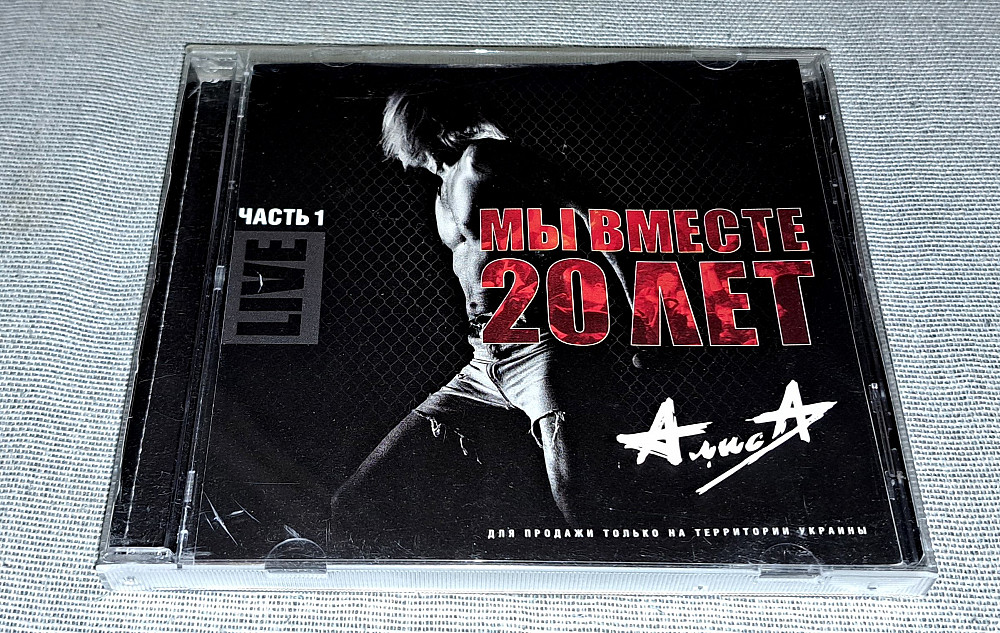 ЧАСТЬ 1
LIVE
МЫ ВМЕСТЕ
20 ЛЕТ
АлисА
ДЛЯ ПРОДАЖИ ТОЛЬКО НА ТЕРРИТОРИИ УКРАИНЫ